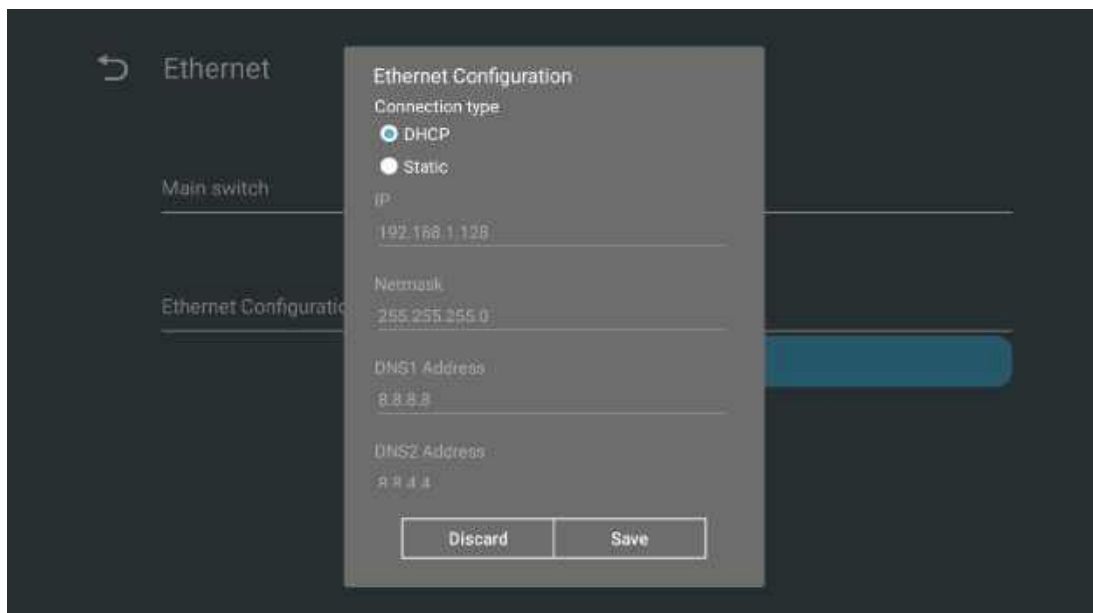 Ethernet
Ethernet Configuration
Connection type
DHCP
Static
Main switch
IP
192.168.1.128
Ethernet Configuratio
Netmask
255.255.255.0
DNS1 Address
8.8.8.8
DNS2 Address
8.8.4.4
Discard
Save